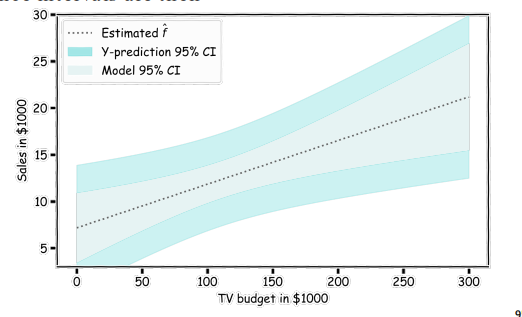 30
25
20
15
10
5
Sales in $1000
Estimated f̂
Y-prediction 95% CI
Model 95% CI
0 50 100 150 200 250 300
TV budget in $1000
9